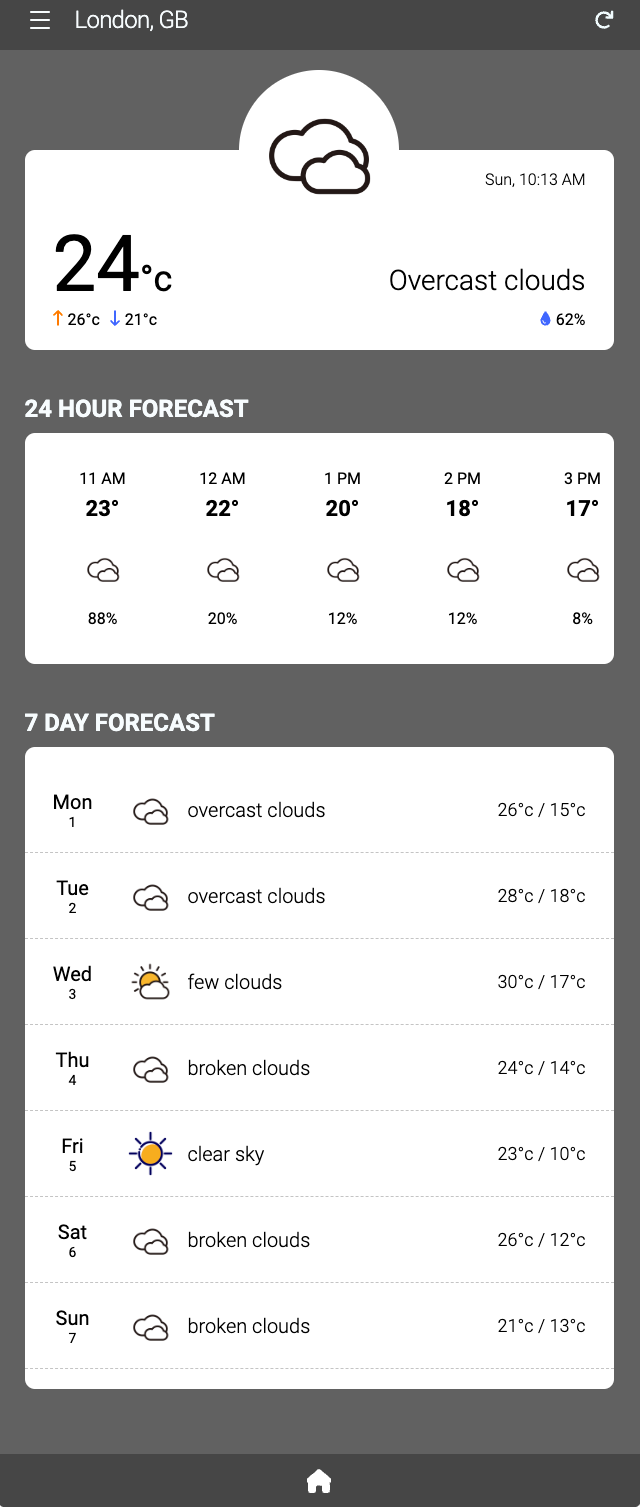 London, GB
Sun, 10:13 AM
24°c
Overcast clouds
26°c 21°c
62%
24 HOUR FORECAST
11 AM 12 AM 1 PM 2 PM 3 PM
23° 22° 20° 18° 17°
88% 20% 12% 12% 8%
7 DAY FORECAST
Mon
1
overcast clouds
26°c / 15°c
Tue
2
overcast clouds
28°c / 18°c
Wed
3
few clouds
30°c / 17°c
Thu
4
broken clouds
24°c / 14°c
Fri
5
clear sky
23°c / 10°c
Sat
6
broken clouds
26°c / 12°c
Sun
7
broken clouds
21°c / 13°c